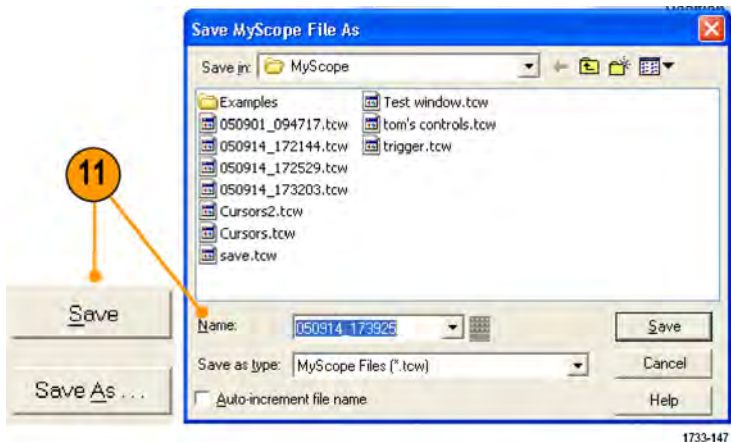 Save MyScope File As
Save in: MyScope
Examples
050901_094717.tcw
050914_172144.tcw
050914_172529.tcw
050914_173203.tcw
Cursors2.tcw
Cursors.tcw
save.tcw
Test window.tcw
tom's controls.tcw
trigger.tcw
11
Save
Save As ...
Name: 050914_173925
Save
Save as type: MyScope Files (*.tcw)
Cancel
Auto-increment file name
Help
1733-147